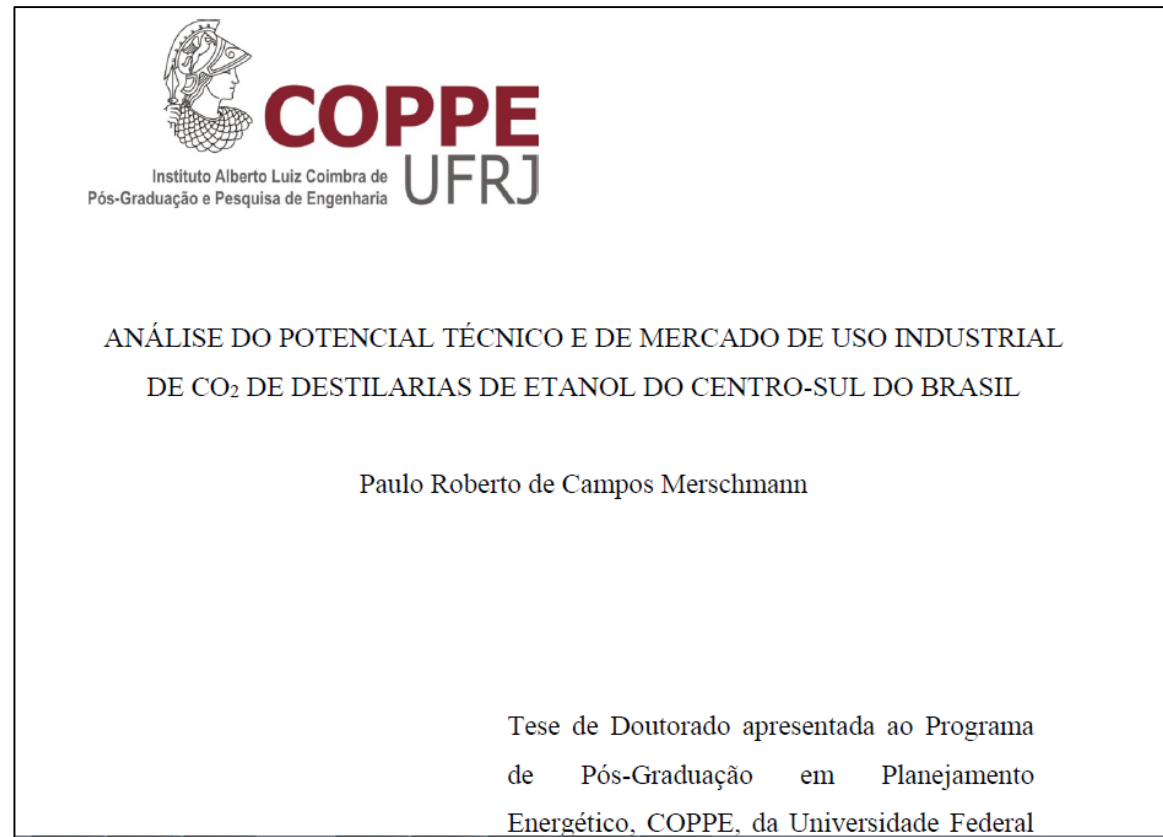 COPPE
UFRJ
Instituto Alberto Luiz Coimbra de
Pós-Graduação e Pesquisa de Engenharia
ANÁLISE DO POTENCIAL TÉCNICO E DE MERCADO DE USO INDUSTRIAL
DE CO₂ DE DESTILARIAS DE ETANOL DO CENTRO-SUL DO BRASIL
Paulo Roberto de Campos Merschmann
Tese de Doutorado apresentada ao Programa
de Pós-Graduação em Planejamento
Energético, COPPE, da Universidade Federal